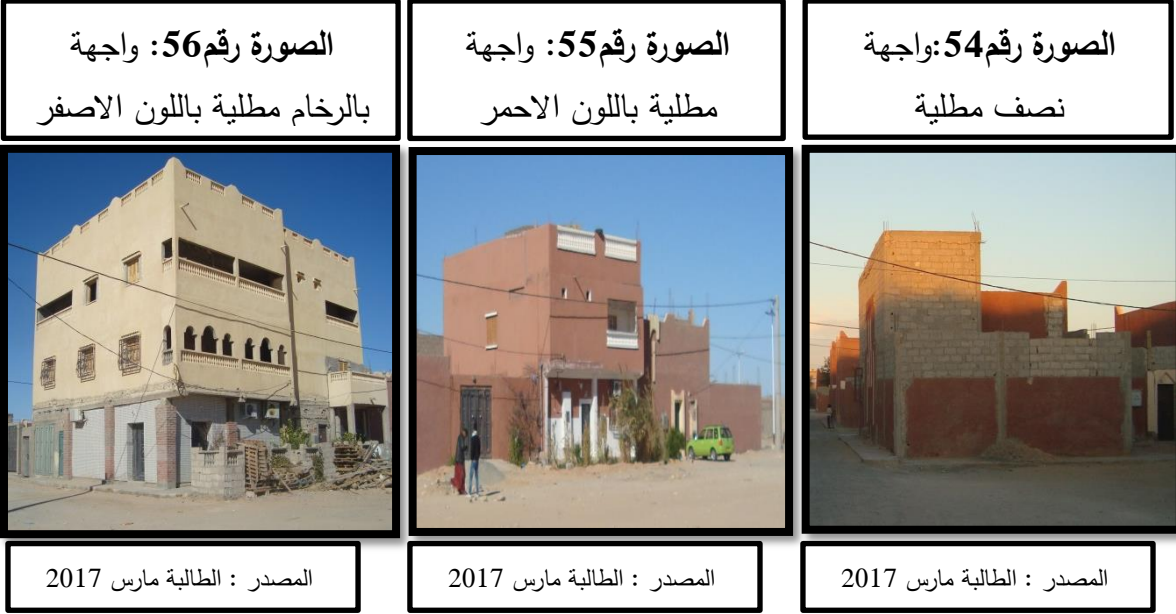 الصورة رقم54:واجهة
نصف مطلية
الصورة رقم55: واجهة
مطلية باللون الاحمر
الصورة رقم56: واجهة
بالرخام مطلية باللون الاصفر
المصدر : الطالبة مارس 2017
المصدر : الطالبة مارس 2017
المصدر : الطالبة مارس 2017